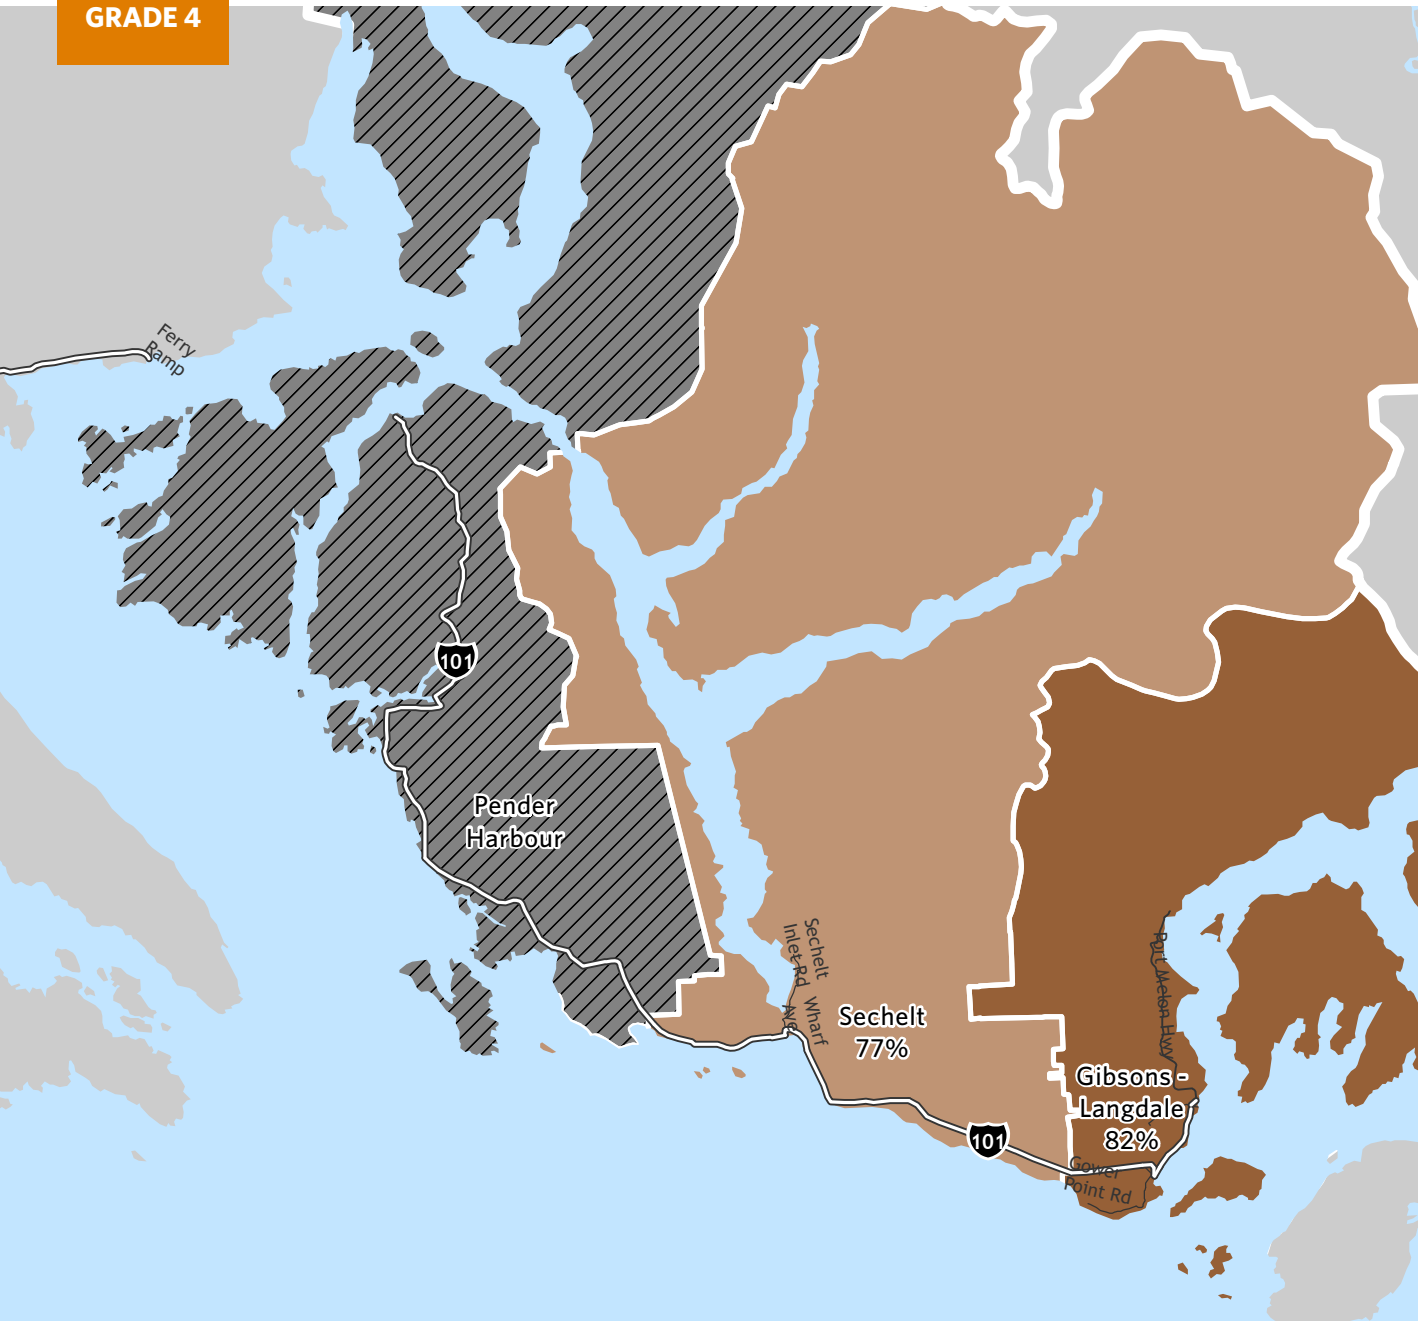 GRADE 4
Ferry
Ramp
101
Pender
Harbour
Sechelt
Inlet Rd
Wharf
Ave
Sechelt
77%
Port Melon Hwy
Gibsons -
Langdale
82%
101
Gower
Point Rd